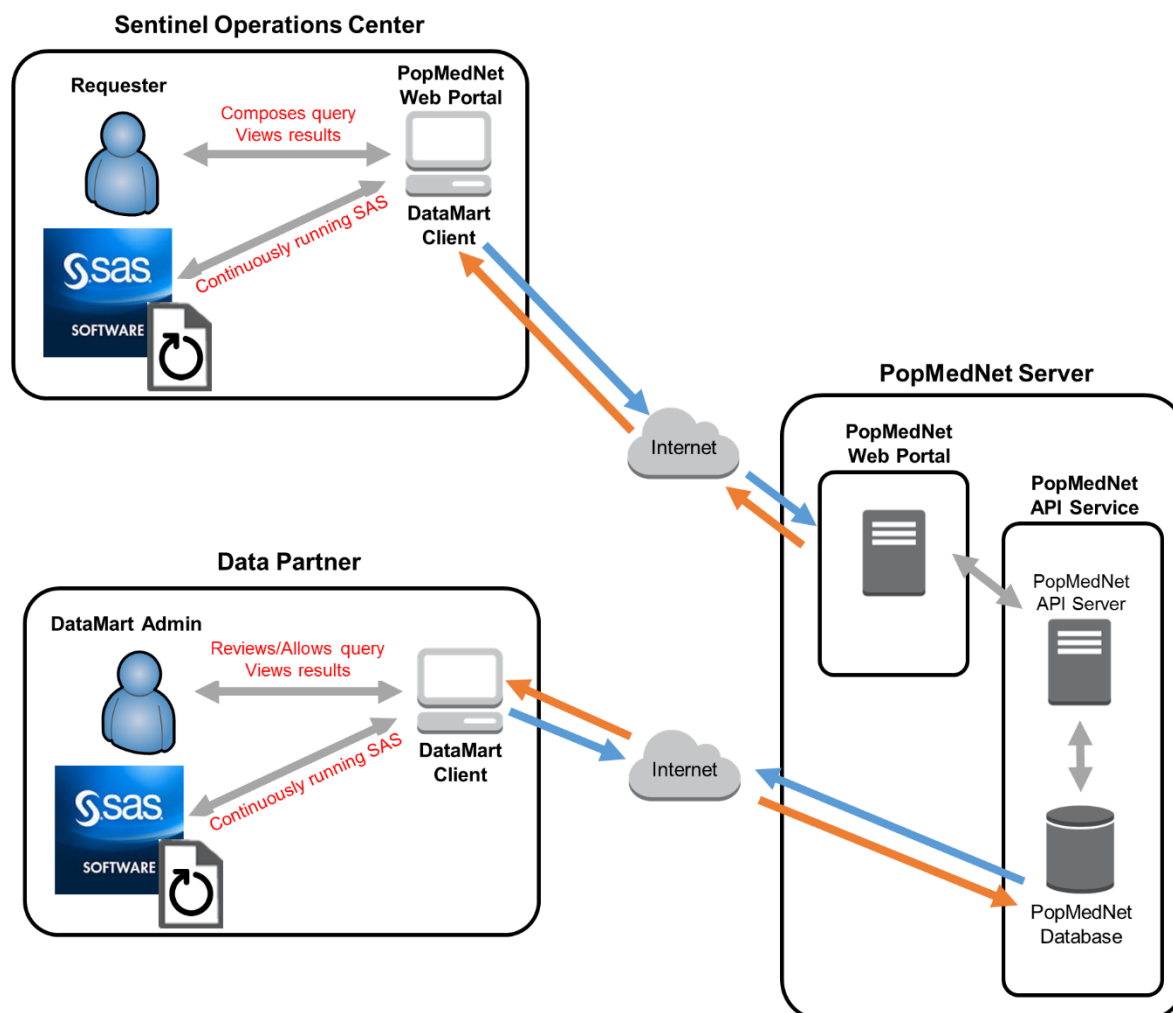 Sentinel Operations Center
Requester
PopMedNet
Web Portal
Composes query
Views results
DataMart
Client
Continuously running SAS
sas
SOFTWARE
Internet
PopMedNet Server
PopMedNet
Web Portal
PopMedNet
API Service
PopMedNet
API Server
PopMedNet
Database
Data Partner
DataMart Admin
Reviews/Allows query
Views results
DataMart
Client
Continuously running SAS
sas
SOFTWARE
Internet